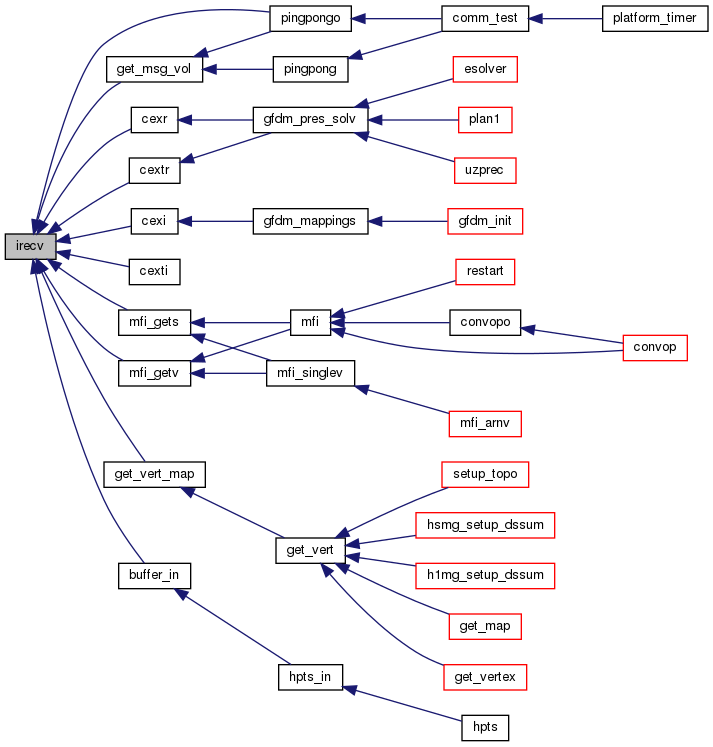 pingpongo
comm_test
platform_timer
get_msg_vol
pingpong
esolver
cexr
gfdm_pres_solv
plan1
cextr
uzprec
cexi
gfdm_mappings
gfdm_init
irecv
cexti
restart
mfi_gets
mfi
convopo
convop
mfi_getv
mfi_singlev
mfi_arnv
get_vert_map
setup_topo
hsmg_setup_dssum
get_vert
h1mg_setup_dssum
buffer_in
get_map
hpts_in
get_vertex
hpts